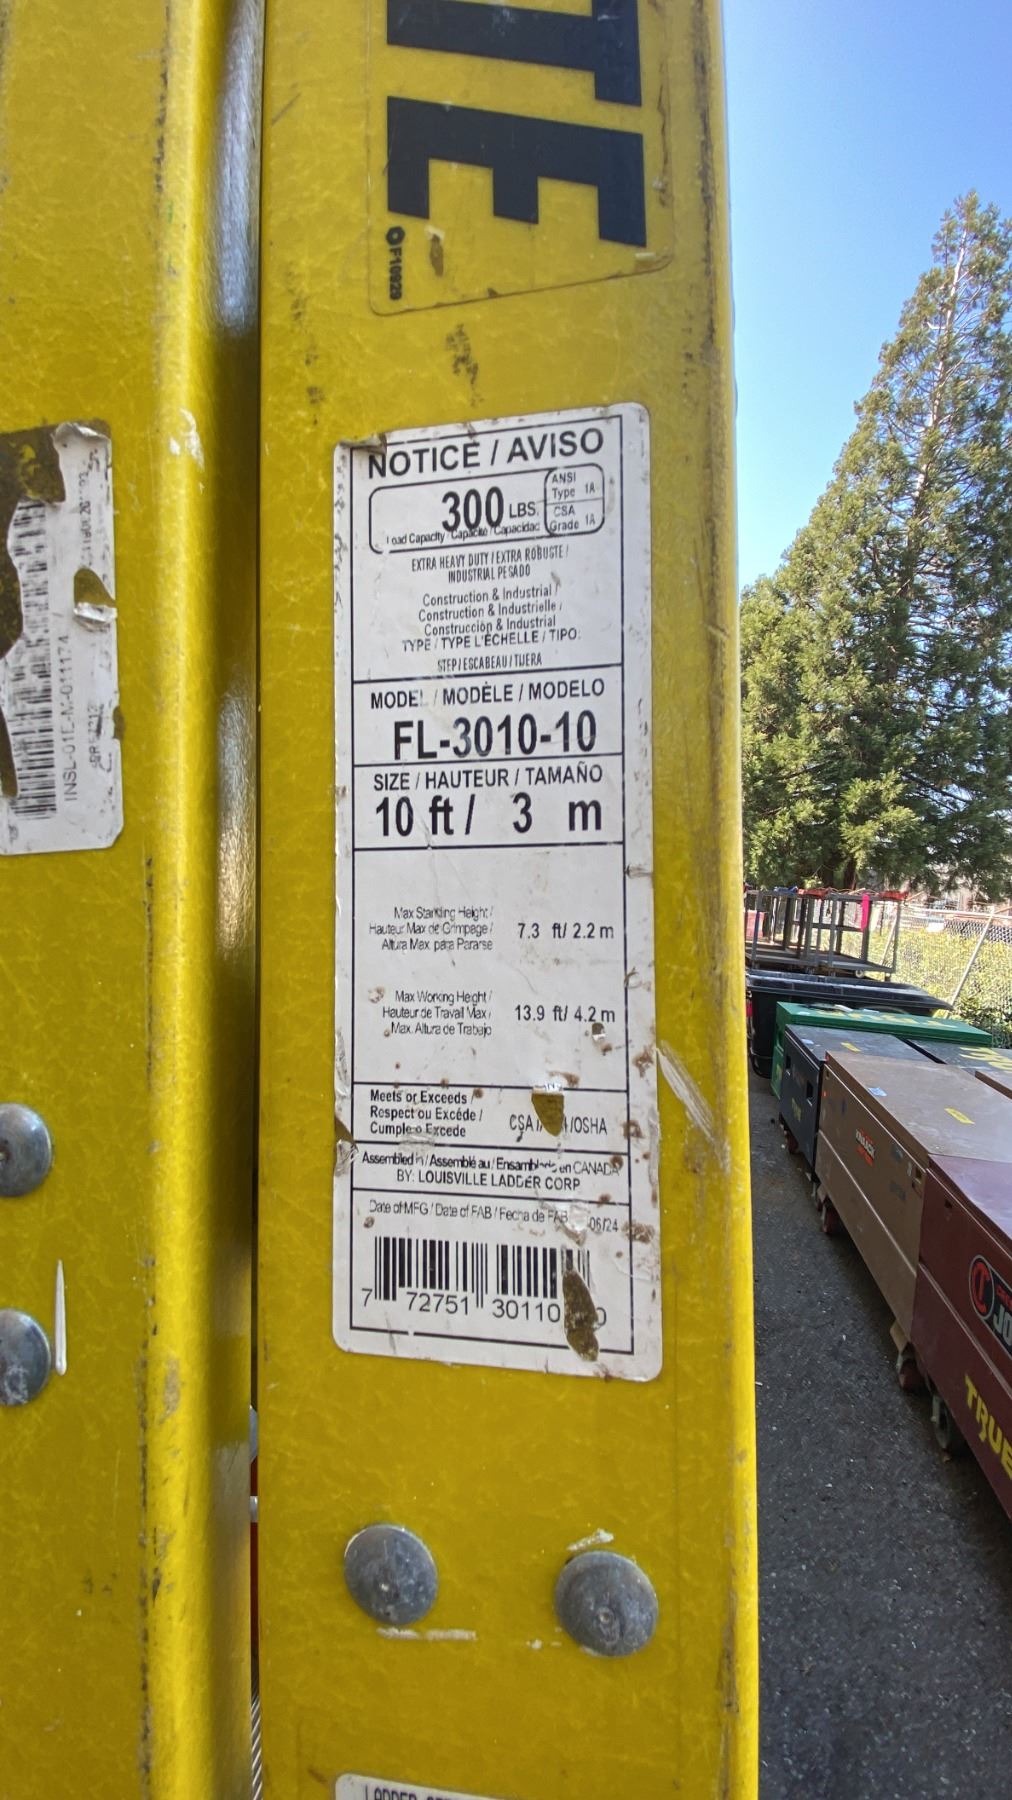 TE
F10929
NOTICE / AVISO
300 LBS.
Load Capacity / Capacité / Capacidad
ANSI
Type 1A
CSA
Grade 1A
EXTRA HEAVY DUTY / EXTRA ROBUSTE /
INDUSTRIAL PESADO
Construction & Industrial /
Construction & Industrielle /
Construcción & Industrial
TYPE / TYPE L'ÉCHELLE / TIPO:
STEP / ESCABEAU / TIJERA
MODEL / MODÈLE / MODELO
FL-3010-10
SIZE / HAUTEUR / TAMAÑO
10 ft / 3 m
Max Standing Height /
Hauteur Max de Grimpage /
Altura Max. para Pararse
7.3 ft/ 2.2 m
Max Working Height /
Hauteur de Travail Max /
Max. Altura de Trabajo
13.9 ft/ 4.2 m
Meets or Exceeds /
Respect ou Excéde /
Cumple o Excede
CSA /OSHA
Assembled in / Assemblé au / Ensamblado en CANADA
BY: LOUISVILLE LADDER CORP
Date of MFG / Date of FAB / Fecha de FAB 06/24
7 72751 30110 0
INSL-01E-M-011174
LADDER
TRUE